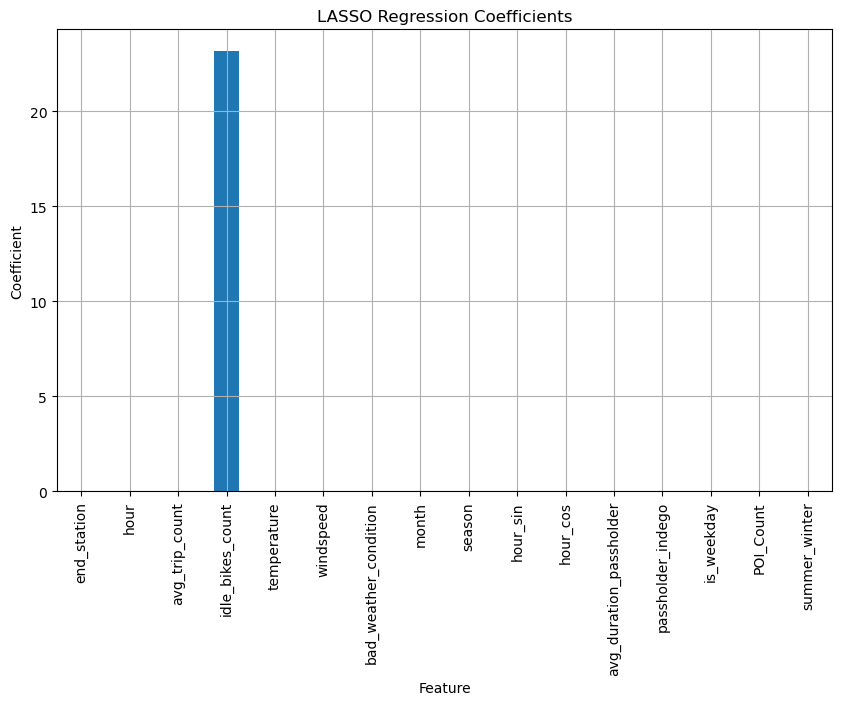 LASSO Regression Coefficients
Coefficient
20
15
10
5
0
end_station
hour
avg_trip_count
idle_bikes_count
temperature
windspeed
bad_weather_condition
month
season
hour_sin
hour_cos
avg_duration_passholder
passholder_indego
is_weekday
POI_Count
summer_winter
Feature